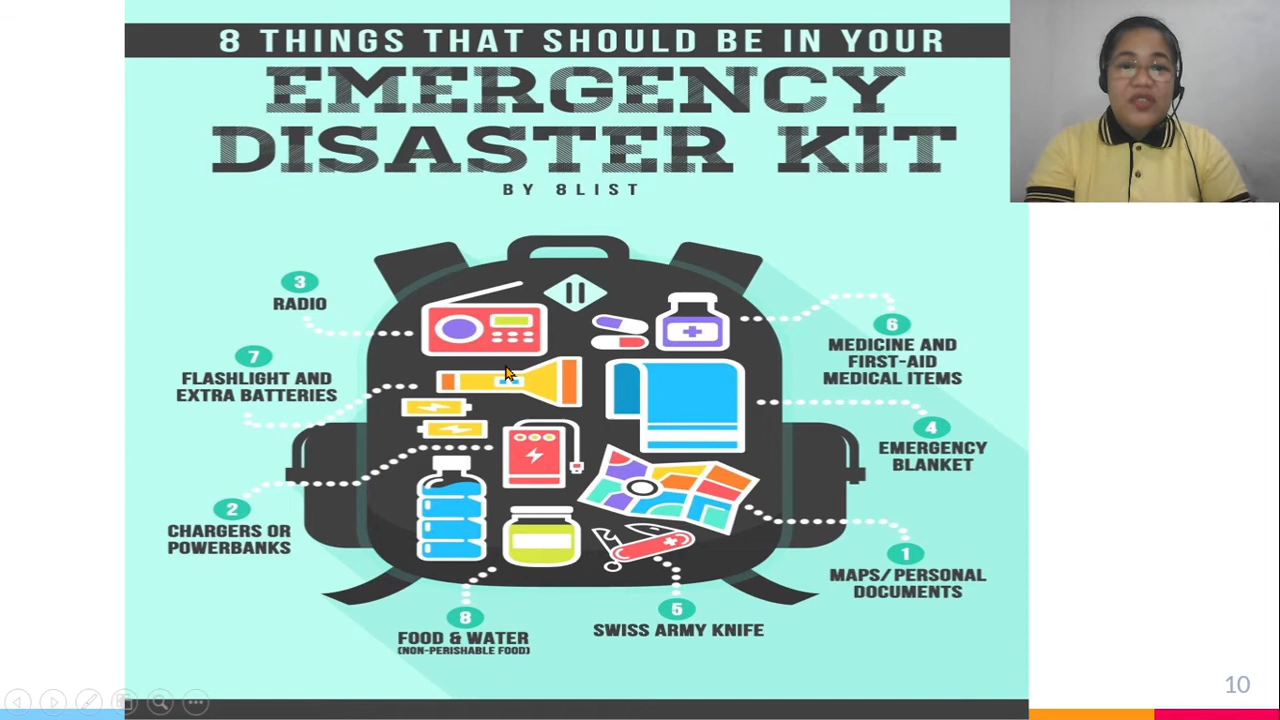 8 THINGS THAT SHOULD BE IN YOUR
EMERGENCY
DISASTER KIT
BY 8LIST
3
RADIO
7
FLASHLIGHT AND
EXTRA BATTERIES
2
CHARGERS OR
POWERBANKS
8
FOOD & WATER
(NON-PERISHABLE FOOD)
5
SWISS ARMY KNIFE
6
MEDICINE AND
FIRST-AID
MEDICAL ITEMS
4
EMERGENCY
BLANKET
1
MAPS/PERSONAL
DOCUMENTS
10